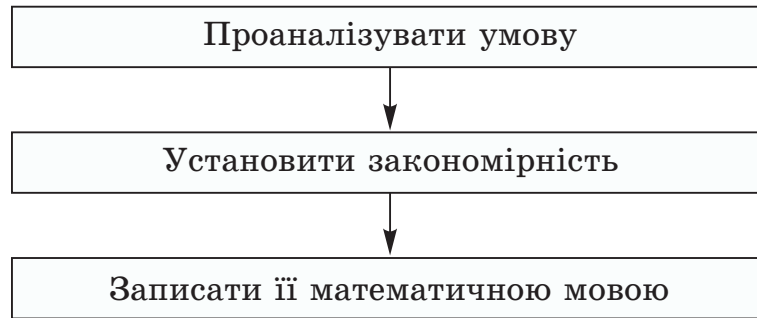 Проаналізувати умову
Установити закономірність
Записати її математичною мовою